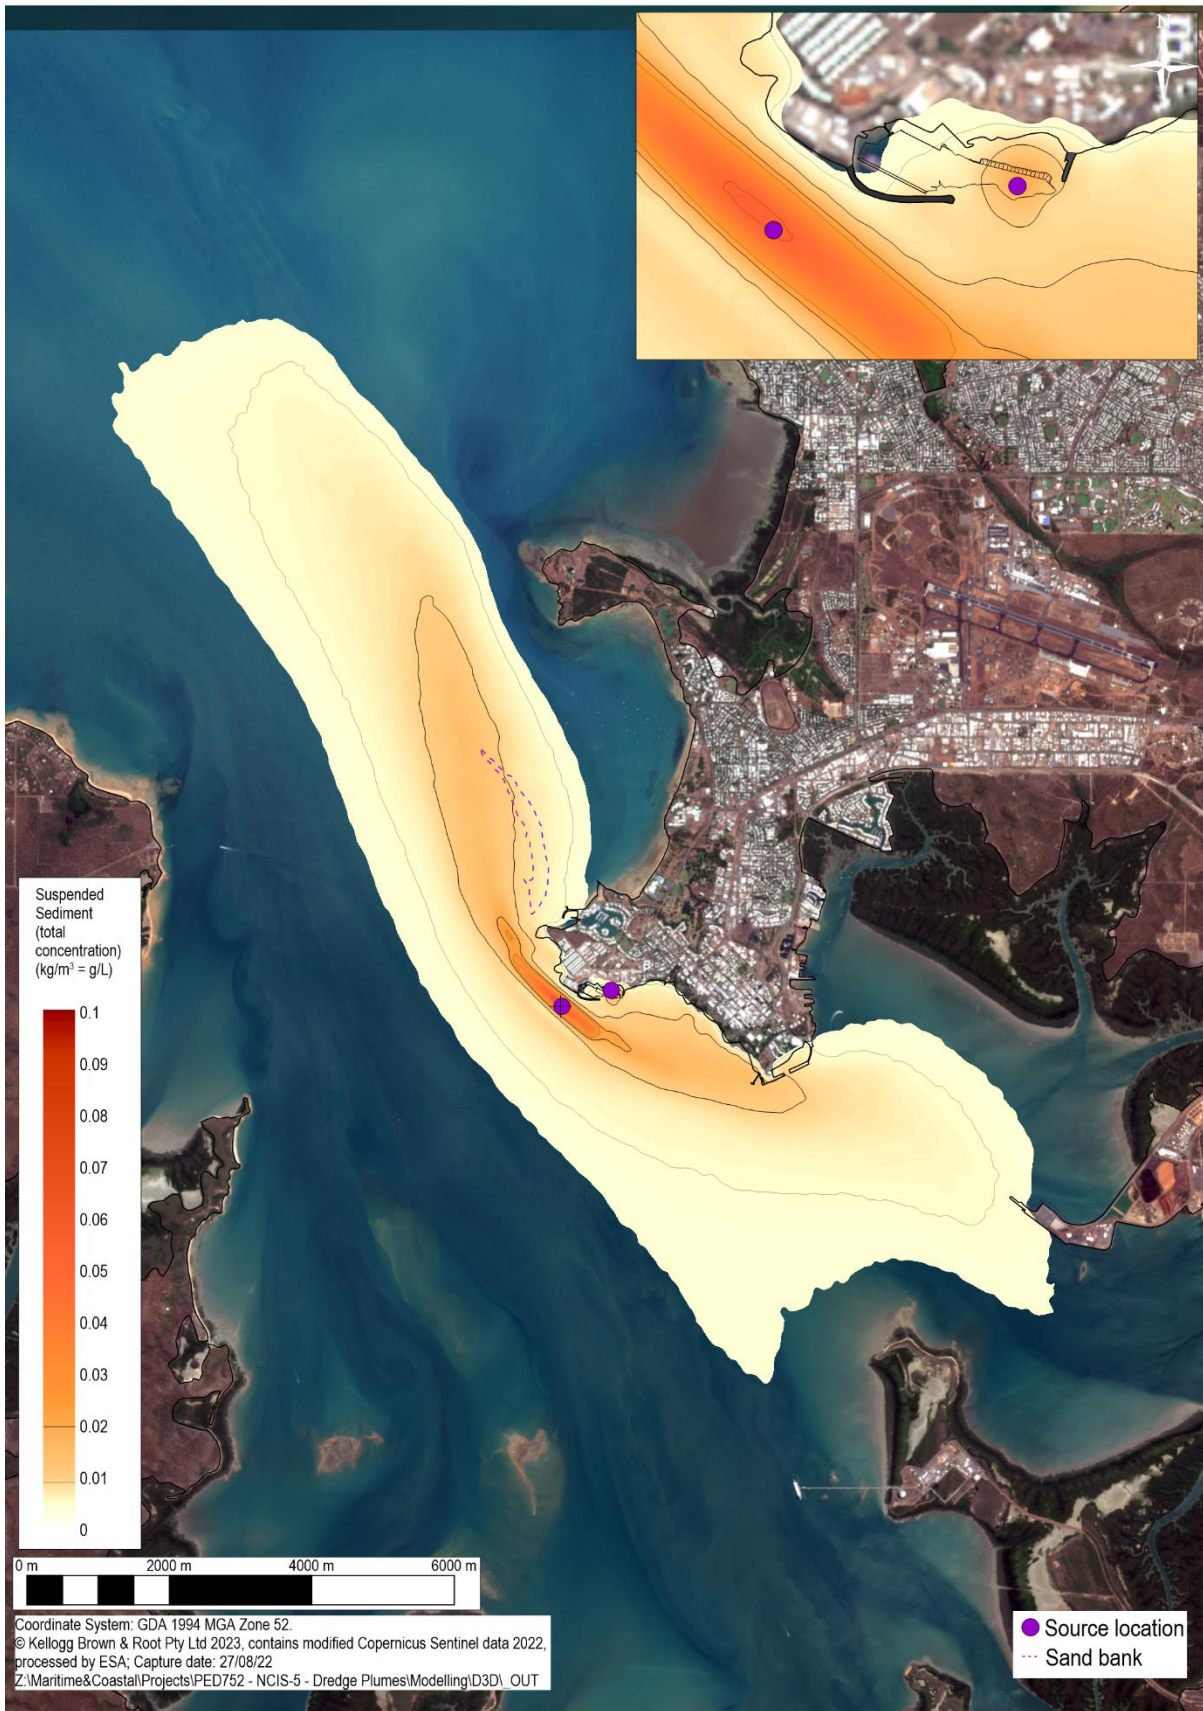 N
Suspended
Sediment
(total
concentration)
(kg/m³ = g/L)
0.1
0.09
0.08
0.07
0.06
0.05
0.04
0.03
0.02
0.01
0
0 m 2000 m 4000 m 6000 m
Coordinate System: GDA 1994 MGA Zone 52.
© Kellogg Brown & Root Pty Ltd 2023, contains modified Copernicus Sentinel data 2022,
processed by ESA; Capture date: 27/08/22
Z:\Maritime&Coastal\Projects\PED752 - NCIS-5 - Dredge Plumes\Modelling\D3D\_OUT
Source location
Sand bank